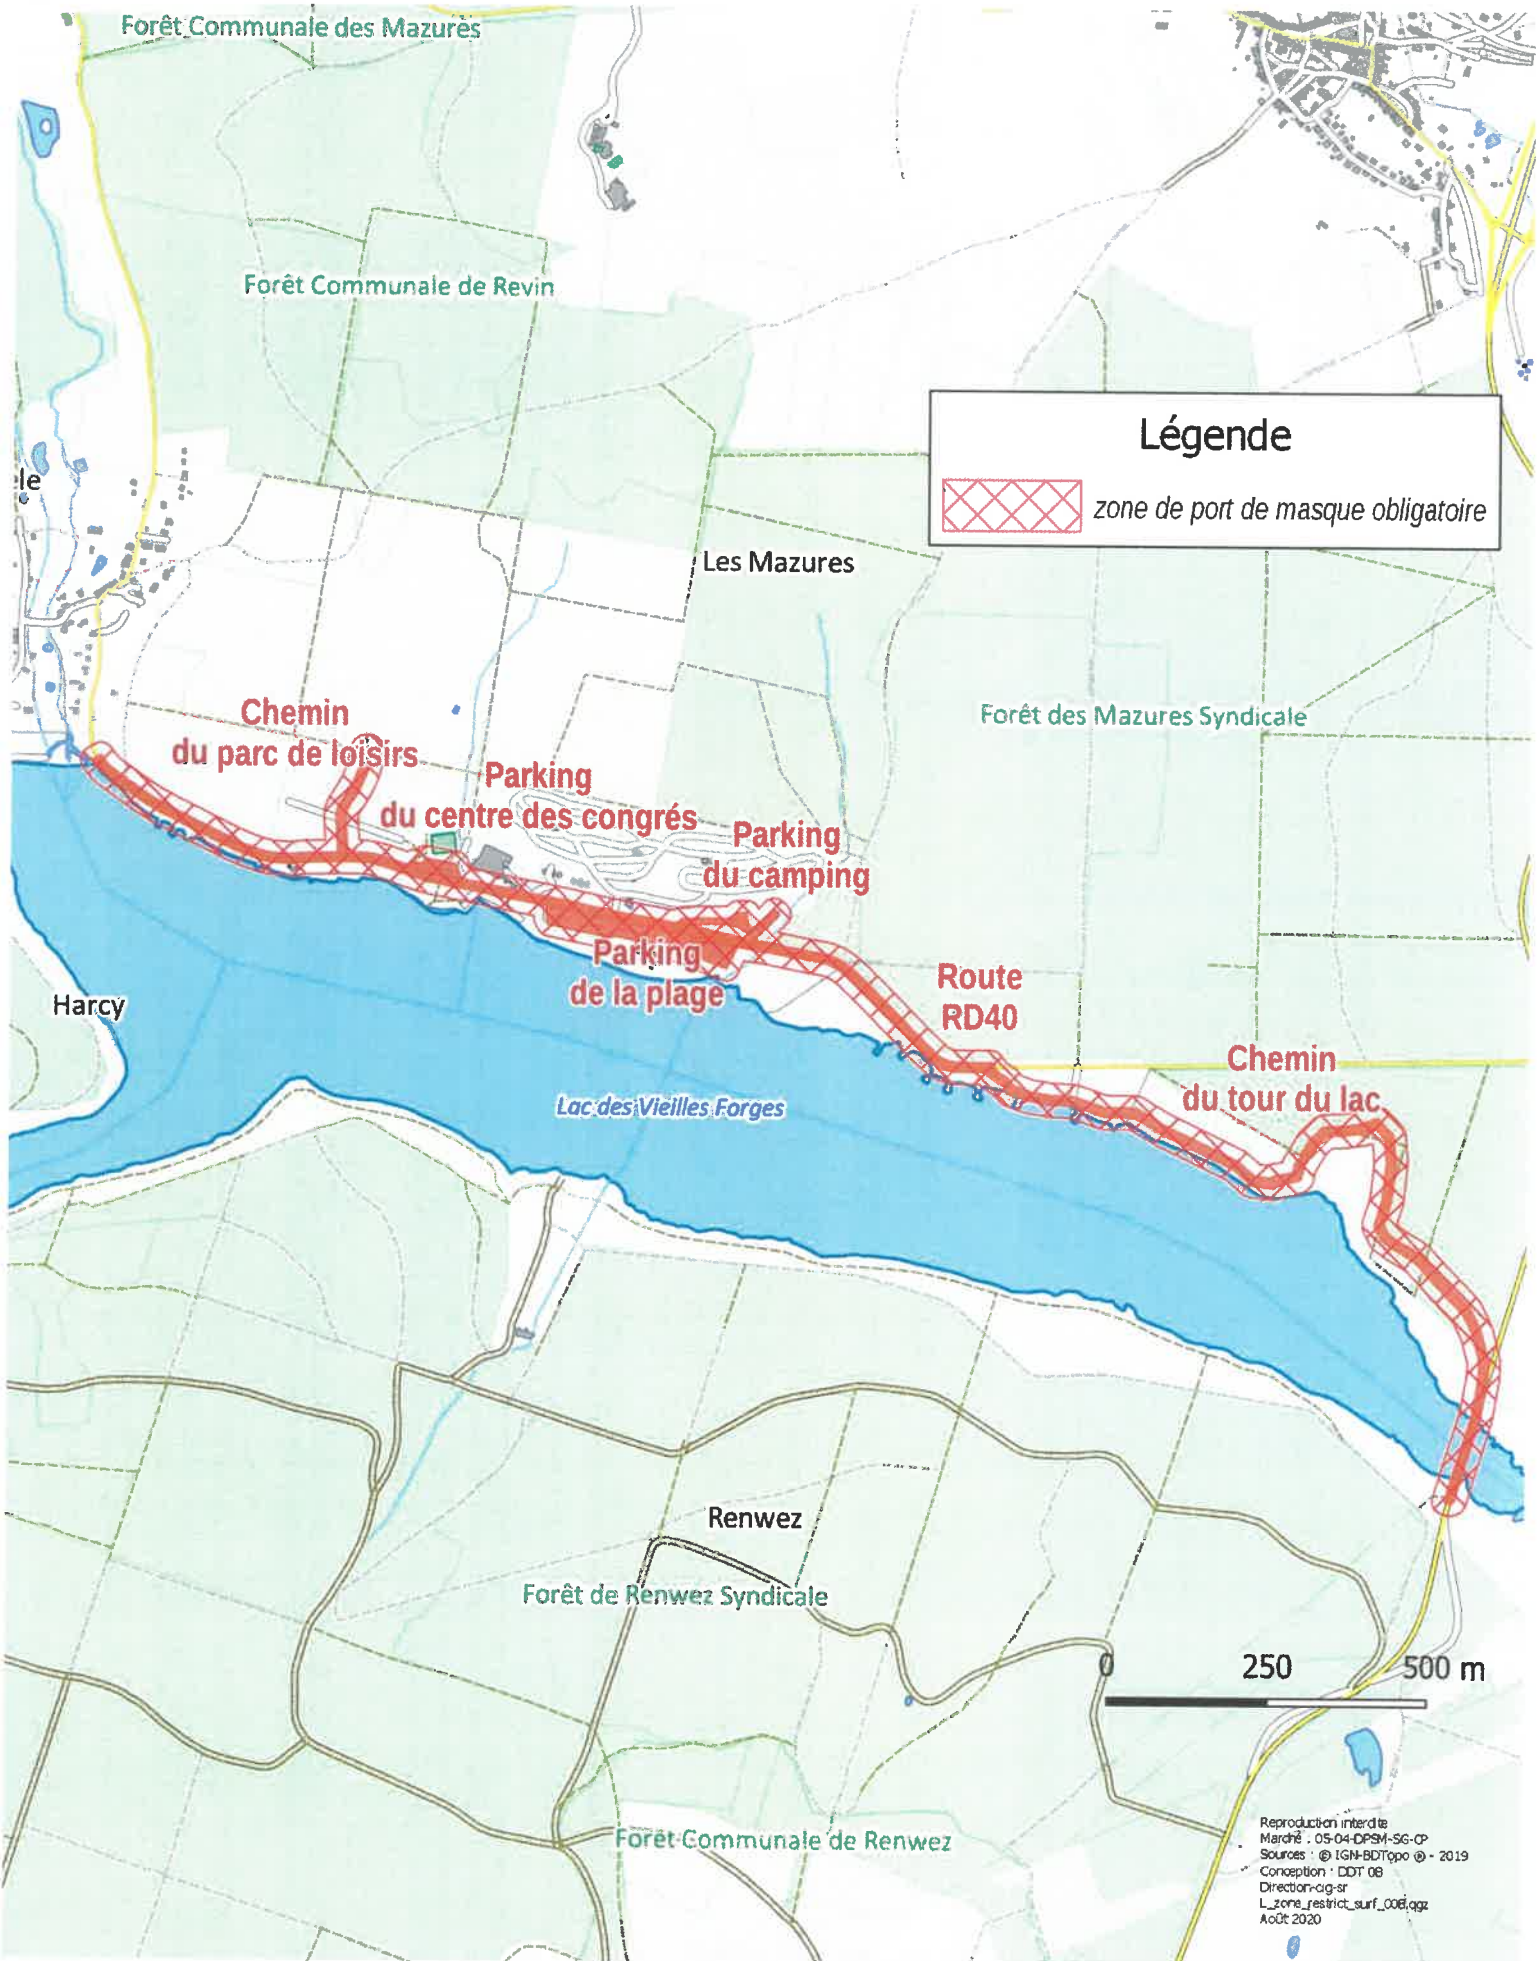 Forêt Communale des Mazures
Forêt Communale de Revin
Légende
zone de port de masque obligatoire
le
Les Mazures
Chemin
du parc de loisirs
Forêt des Mazures Syndicale
Parking
du centre des congrés
Parking
du camping
Parking
de la plage
Route
RD40
Harcy
Chemin
du tour du lac
Lac des Vieilles Forges
Renwez
Forêt de Renwez Syndicale
0 250 500 m
Forêt Communale de Renwez
Reproduction interdite
Marché : 05-04-DPSM-SG-CP
Sources : © IGN-BDTopo ® - 2019
Conception : DDT 08
Direction-cig-sr
L_zone_restrict_surf_008.qgz
Août 2020